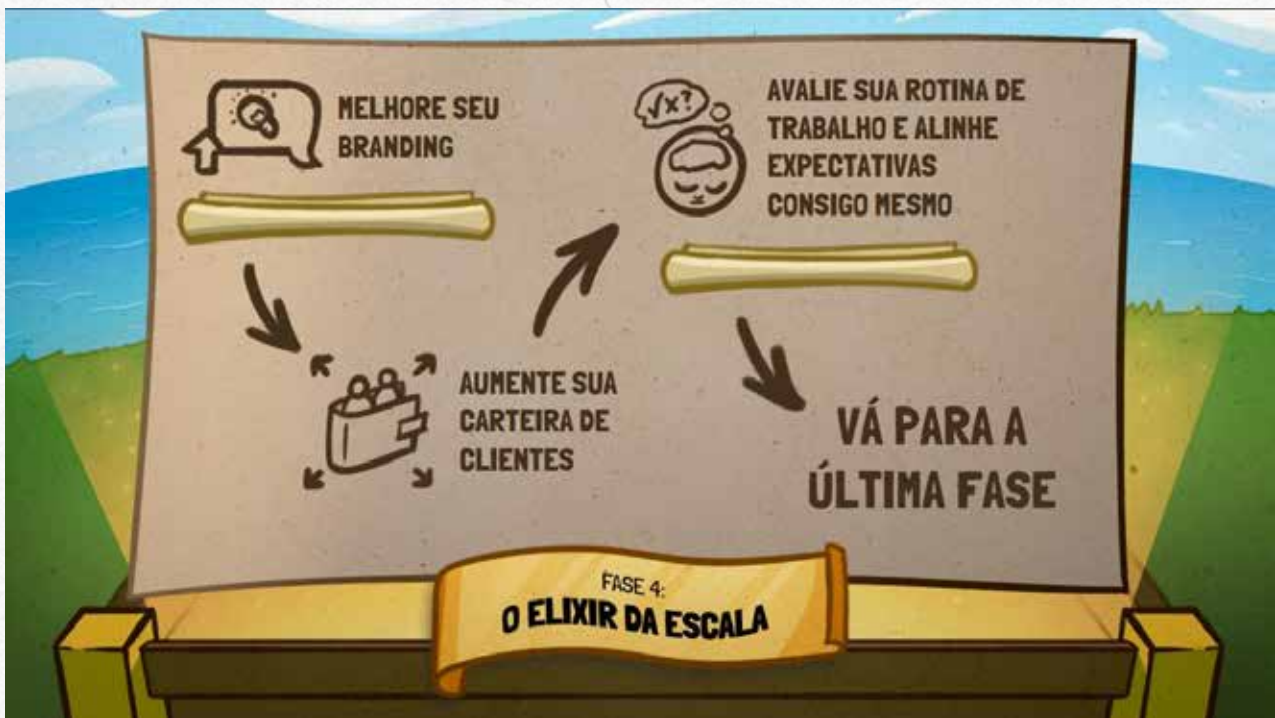 MELHORE SEU
BRANDING
AUMENTE SUA
CARTEIRA DE
CLIENTES
√x?
AVALIE SUA ROTINA DE
TRABALHO E ALINHE
EXPECTATIVAS
CONSIGO MESMO
VÁ PARA A
ÚLTIMA FASE
FASE 4:
O ELIXIR DA ESCALA